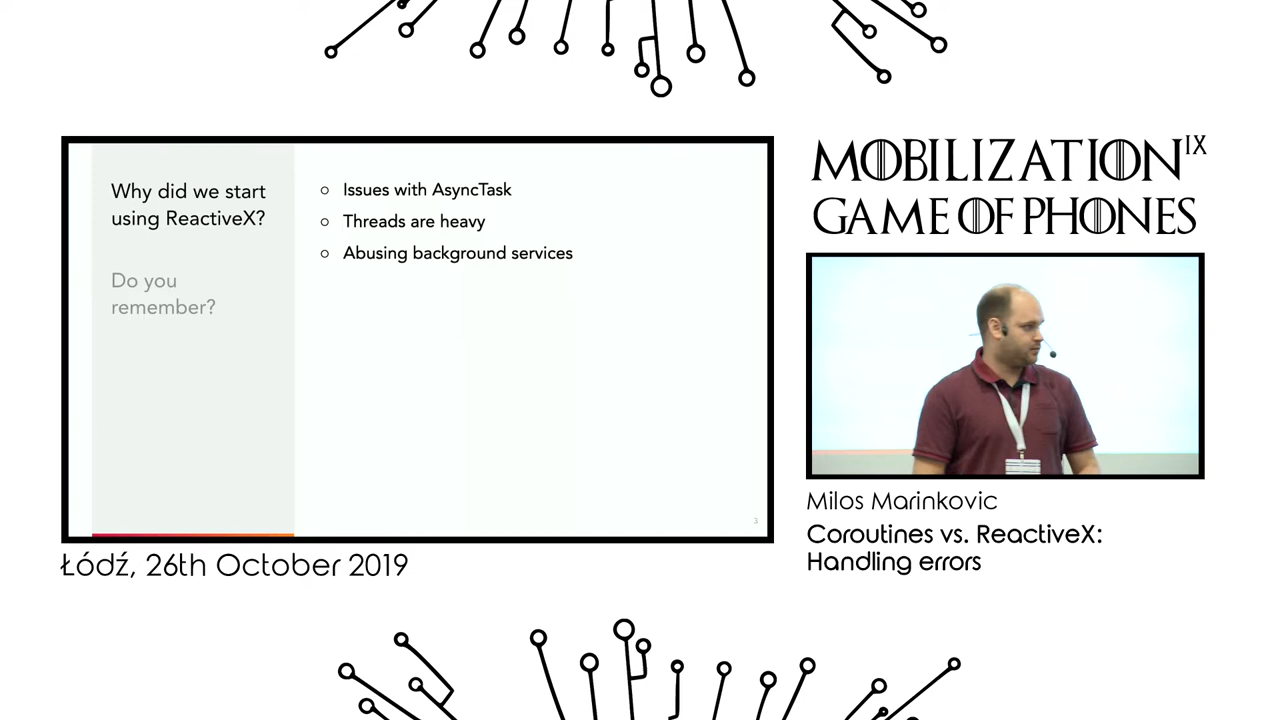 Why did we start
using ReactiveX?
Do you
remember?
○ Issues with AsyncTask
○ Threads are heavy
○ Abusing background services
3
Łódź, 26th October 2019
MOBILIZATION IX
GAME OF PHONES
Milos Marinkovic
Coroutines vs. ReactiveX:
Handling errors